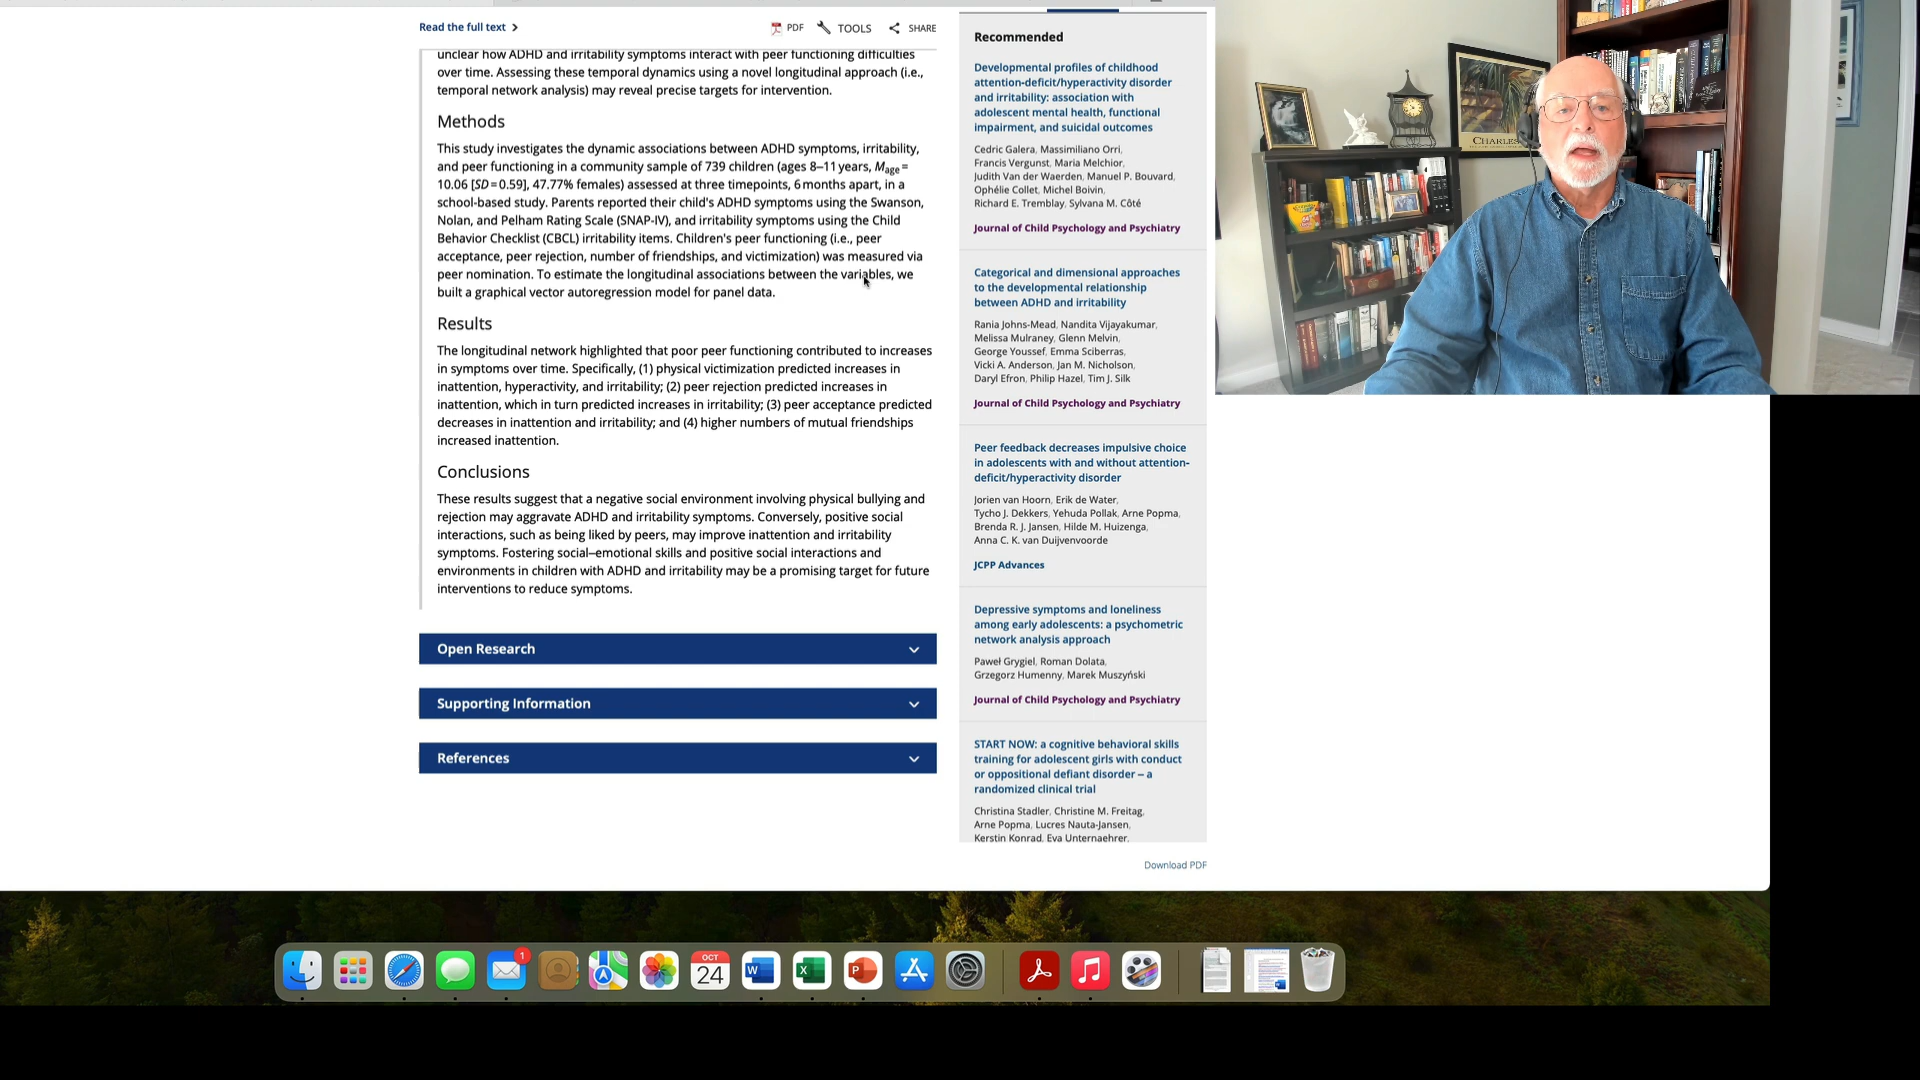 Read the full text
PDF
TOOLS
SHARE
unclear how ADHD and irritability symptoms interact with peer functioning difficulties
over time. Assessing these temporal dynamics using a novel longitudinal approach (i.e.,
temporal network analysis) may reveal precise targets for intervention.
Methods
This study investigates the dynamic associations between ADHD symptoms, irritability,
and peer functioning in a community sample of 739 children (ages 8–11 years, Mage =
10.06 [SD = 0.59], 47.77% females) assessed at three timepoints, 6 months apart, in a
school-based study. Parents reported their child's ADHD symptoms using the Swanson,
Nolan, and Pelham Rating Scale (SNAP-IV), and irritability symptoms using the Child
Behavior Checklist (CBCL) irritability items. Children's peer functioning (i.e., peer
acceptance, peer rejection, number of friendships, and victimization) was measured via
peer nomination. To estimate the longitudinal associations between the variables, we
built a graphical vector autoregression model for panel data.
Results
The longitudinal network highlighted that poor peer functioning contributed to increases
in symptoms over time. Specifically, (1) physical victimization predicted increases in
inattention, hyperactivity, and irritability; (2) peer rejection predicted increases in
inattention, which in turn predicted increases in irritability; (3) peer acceptance predicted
decreases in inattention and irritability; and (4) higher numbers of mutual friendships
increased inattention.
Conclusions
These results suggest that a negative social environment involving physical bullying and
rejection may aggravate ADHD and irritability symptoms. Conversely, positive social
interactions, such as being liked by peers, may improve inattention and irritability
symptoms. Fostering social–emotional skills and positive social interactions and
environments in children with ADHD and irritability may be a promising target for future
interventions to reduce symptoms.
Open Research
Supporting Information
References
Recommended
Developmental profiles of childhood
attention-deficit/hyperactivity disorder
and irritability: association with
adolescent mental health, functional
impairment, and suicidal outcomes
Cedric Galera, Massimiliano Orri,
Francis Vergunst, Maria Melchior,
Judith Van der Waerden, Manuel P. Bouvard,
Ophélie Collet, Michel Boivin,
Richard E. Tremblay, Sylvana M. Côté
Journal of Child Psychology and Psychiatry
Categorical and dimensional approaches
to the developmental relationship
between ADHD and irritability
Rania Johns-Mead, Nandita Vijayakumar,
Melissa Mulraney, Glenn Melvin,
George Youssef, Emma Sciberras,
Vicki A. Anderson, Jan M. Nicholson,
Daryl Efron, Philip Hazel, Tim J. Silk
Journal of Child Psychology and Psychiatry
Peer feedback decreases impulsive choice
in adolescents with and without attention-
deficit/hyperactivity disorder
Jorien van Hoorn, Erik de Water,
Tycho J. Dekkers, Yehuda Pollak, Arne Popma,
Brenda R. J. Jansen, Hilde M. Huizenga,
Anna C. K. van Duijvenvoorde
JCPP Advances
Depressive symptoms and loneliness
among early adolescents: a psychometric
network analysis approach
Paweł Grygiel, Roman Dolata,
Grzegorz Humenny, Marek Muszyński
Journal of Child Psychology and Psychiatry
START NOW: a cognitive behavioral skills
training for adolescent girls with conduct
or oppositional defiant disorder – a
randomized clinical trial
Christina Stadler, Christine M. Freitag,
Arne Popma, Lucres Nauta-Jansen,
Kerstin Konrad, Eva Unternaehrer,
Download PDF
CHARLES
1
OCT
24
W
X
P